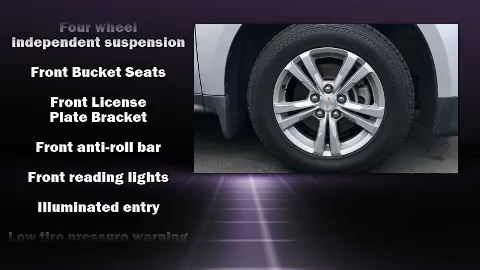 Four wheel
independent suspension
Front Bucket Seats
Front License
Plate Bracket
Front anti-roll bar
Front reading lights
Illuminated entry
Low tire pressure warning